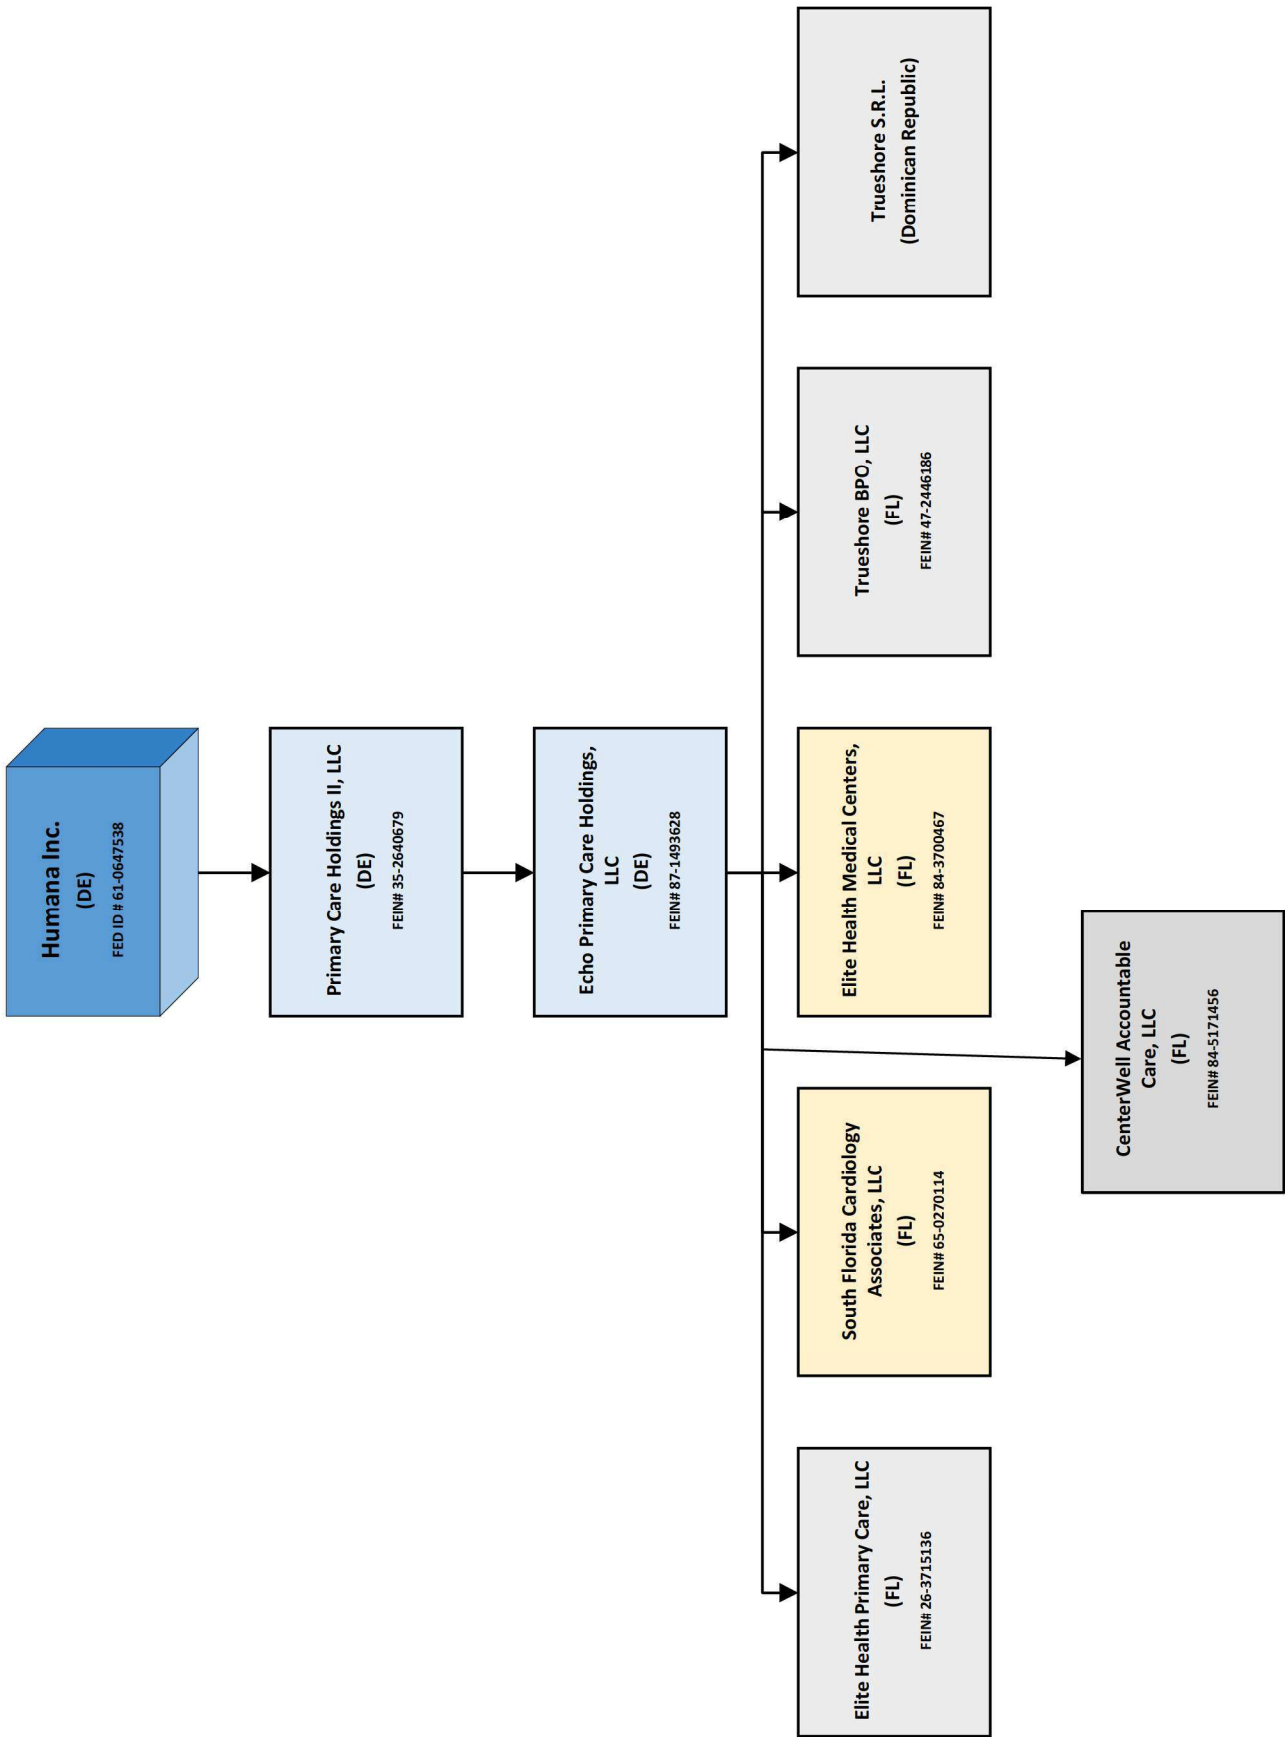 Humana Inc.
(DE)
FED ID # 61-0647538
Primary Care Holdings II, LLC
(DE)
FEIN# 35-2640679
Echo Primary Care Holdings,
LLC
(DE)
FEIN# 87-1493628
Elite Health Primary Care, LLC
(FL)
FEIN# 26-3715136
South Florida Cardiology
Associates, LLC
(FL)
FEIN# 65-0270114
Elite Health Medical Centers,
LLC
(FL)
FEIN# 84-3700467
Trueshore BPO, LLC
(FL)
FEIN# 47-2446186
Trueshore S.R.L.
(Dominican Republic)
CenterWell Accountable
Care, LLC
(FL)
FEIN# 84-5171456